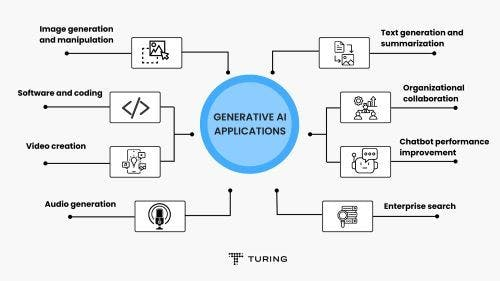 Image generation
and manipulation
Text generation and
summarization
Software and coding
</>
Organizational
collaboration
GENERATIVE AI
APPLICATIONS
Video creation
Chatbot performance
improvement
Audio generation
Enterprise search
TURING